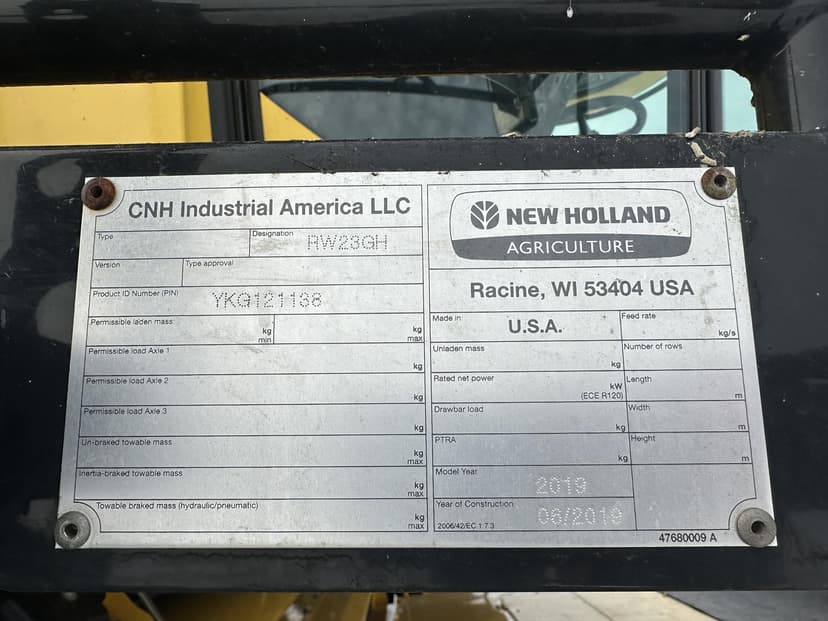 CNH Industrial America LLC
Type
Designation RW23GH
Version
Type approval
Product ID Number (PIN) YKG121138
Permissible laden mass kg min kg max
Permissible load Axle 1 kg
Permissible load Axle 2 kg
Permissible load Axle 3 kg
Un-braked towable mass kg max
Inertia-braked towable mass kg max
Towable braked mass (hydraulic/pneumatic) kg max
NEW HOLLAND
AGRICULTURE
Racine, WI 53404 USA
Made in U.S.A.
Feed rate kg/s
Unladen mass kg
Number of rows
Rated net power kW (ECE R120)
Length m
Drawbar load kg
Width m
PTRA kg
Height m
Model Year 2019
Year of Construction 06/2019
2006/42/EC 1.7.3
47680009 A